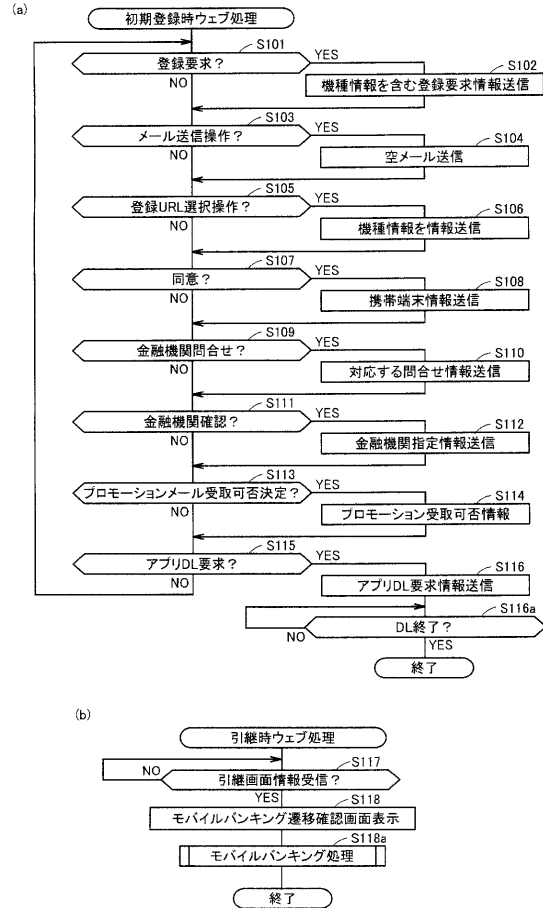 (a)
初期登録時ウェブ処理
S101
登録要求？
YES
NO
S102
機種情報を含む登録要求情報送信
S103
メール送信操作？
YES
NO
S104
空メール送信
S105
登録URL選択操作？
YES
NO
S106
機種情報を情報送信
S107
同意？
YES
NO
S108
携帯端末情報送信
S109
金融機関問合せ？
YES
NO
S110
対応する問合せ情報送信
S111
金融機関確認？
YES
NO
S112
金融機関指定情報送信
S113
プロモーションメール受取可否決定？
YES
NO
S114
プロモーション受取可否情報
S115
アプリDL要求？
YES
NO
S116
アプリDL要求情報送信
S116a
DL終了？
NO
YES
終了
(b)
引継時ウェブ処理
S117
NO
引継画面情報受信？
YES
S118
モバイルバンキング遷移確認画面表示
S118a
モバイルバンキング処理
終了